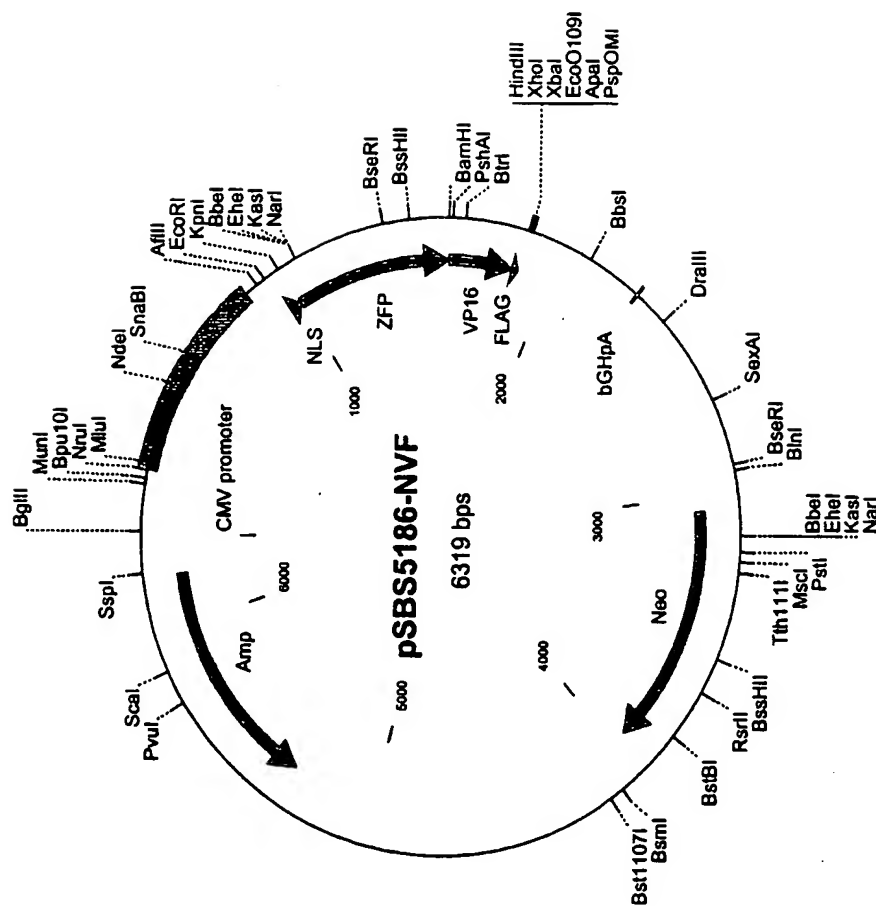 SspI
BglII
MunI
Bpu10I
NruI
MluI
NdeI
SnaBI
AflII
EcoRI
KpnI
BbeI
EheI
KasI
NarI
BseRI
BssHII
BamHI
PshAI
BtrI
HindIII
XhoI
XbaI
EcoO109I
ApaI
PspOMI
BbsI
DraIII
SexAI
BseRI
BlnI
BbeI
EheI
KasI
NarI
PstI
MscI
Tth111I
BssHII
RsrII
BstBI
BsmI
Bst1107I
PvuI
ScaI
CMV promoter
NLS
ZFP
VP16
FLAG
bGHpA
Neo
Amp
1000
2000
3000
4000
5000
6000
pSBS5186-NVF
6319 bps